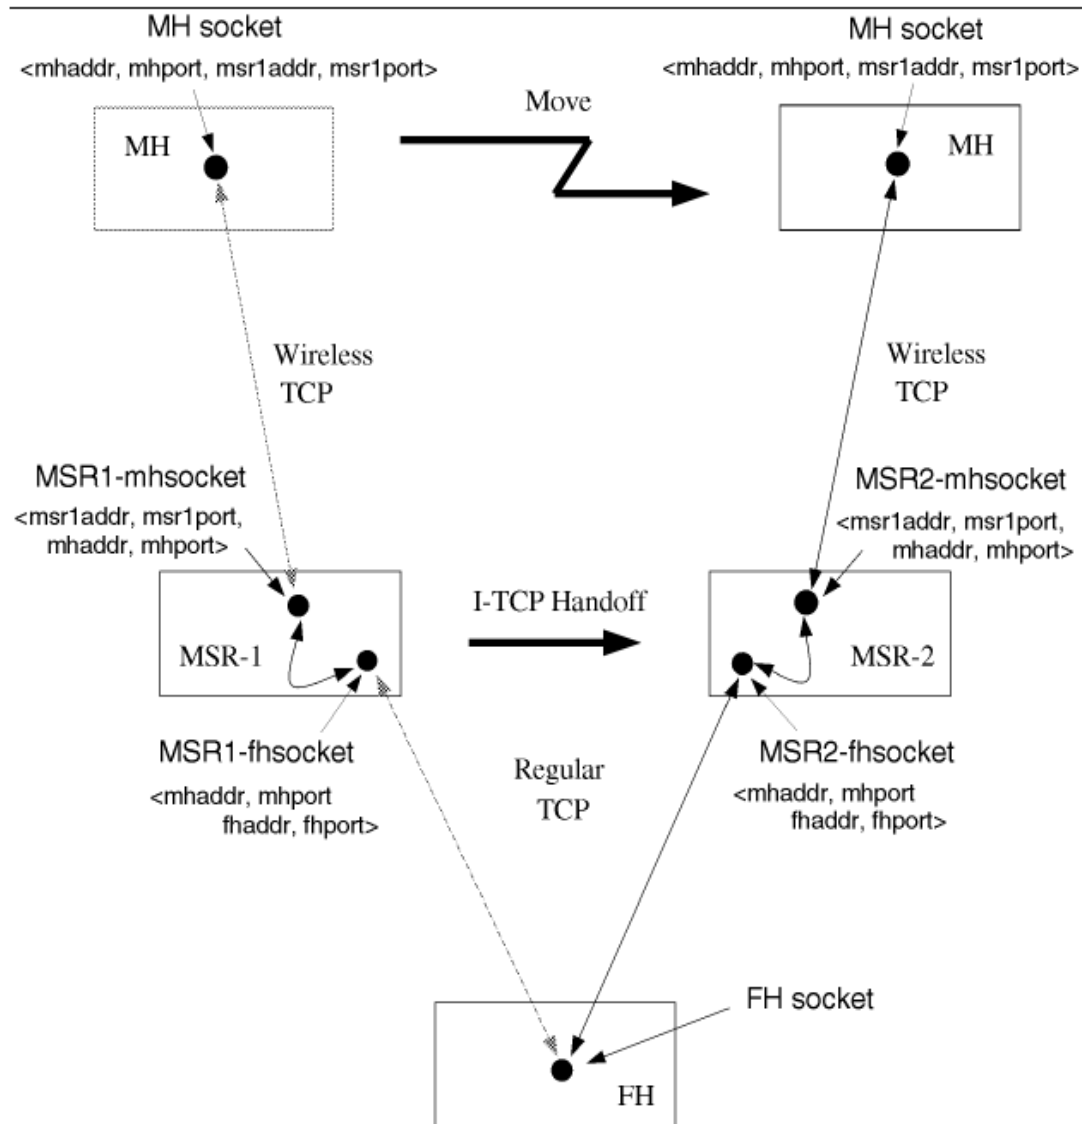 MH socket
<mhaddr, mhport, msr1addr, msr1port>
MH socket
<mhaddr, mhport, msr1addr, msr1port>
Move
MH
MH
Wireless
TCP
Wireless
TCP
MSR1-mhsocket
<msr1addr, msr1port,
mhaddr, mhport>
MSR2-mhsocket
<msr1addr, msr1port,
mhaddr, mhport>
I-TCP Handoff
MSR-1
MSR-2
MSR1-fhsocket
<mhaddr, mhport
fhaddr, fhport>
Regular
TCP
MSR2-fhsocket
<mhaddr, mhport
fhaddr, fhport>
FH socket
FH